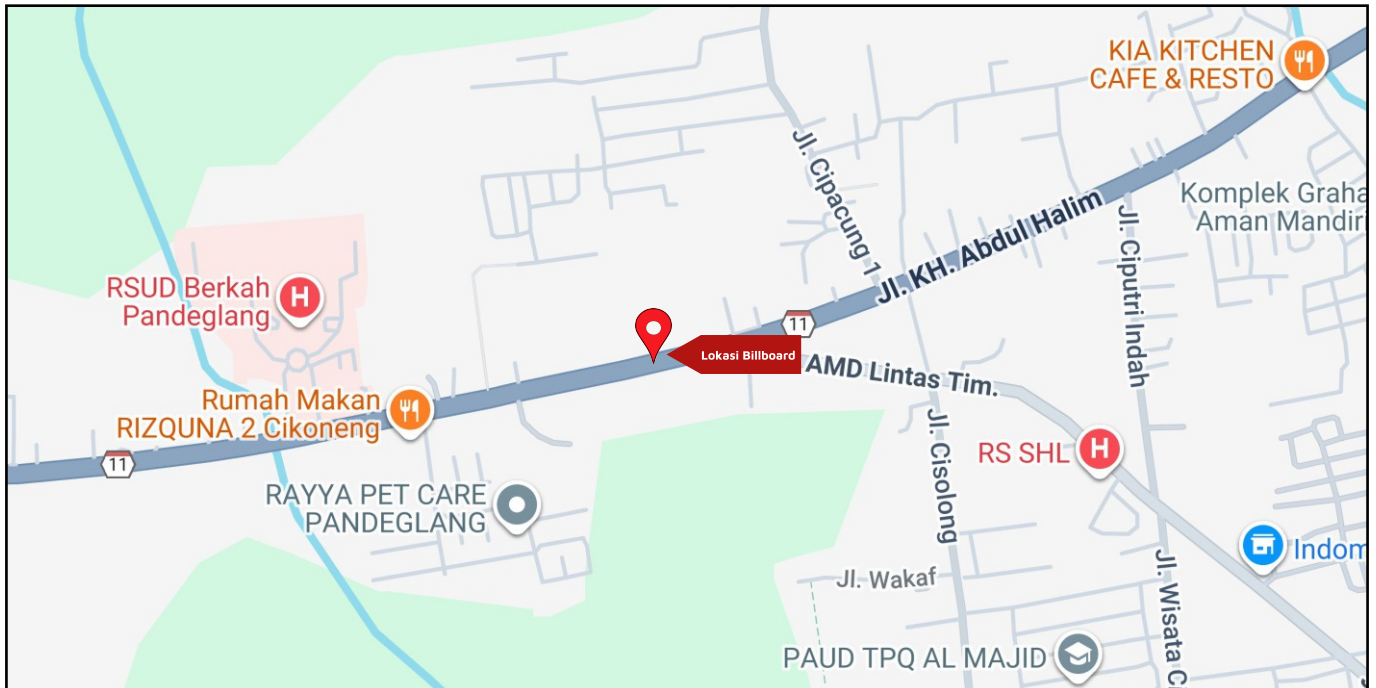 KIA KITCHEN
CAFE & RESTO
Jl. Cipacung 1
Komplek Graha
Aman Mandiri
Jl. KH. Abdul Halim
Jl. Ciputri Indah
RSUD Berkah
Pandeglang
H
11
Lokasi Billboard
AMD Lintas Tim.
Rumah Makan
RIZQUNA 2 Cikoneng
11
Jl. Cisolong
RS SHL
H
RAYYA PET CARE
PANDEGLANG
Indom
Jl. Wakaf
Jl. Wisata C
PAUD TPQ AL MAJID